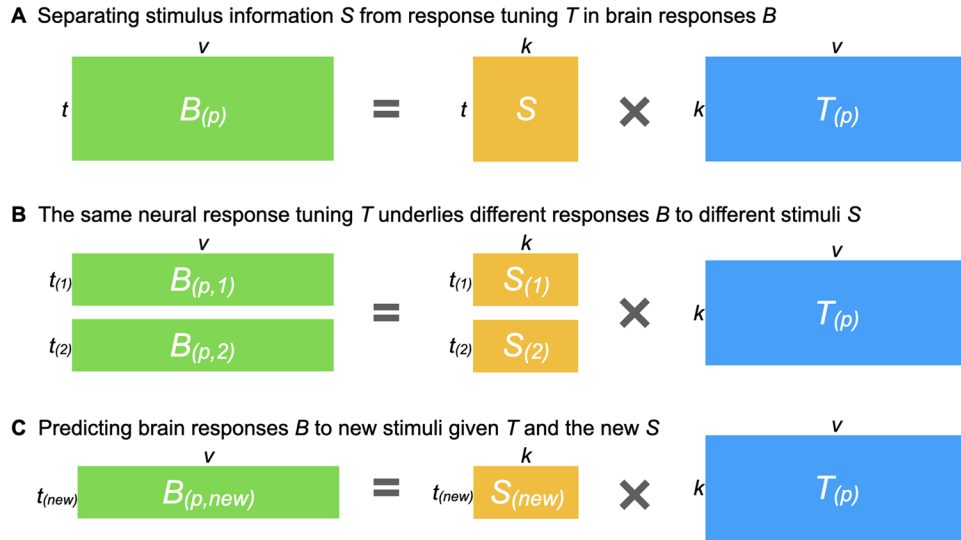 A Separating stimulus information S from response tuning T in brain responses B
v k v
t B(p) = t S × k T(p)
B The same neural response tuning T underlies different responses B to different stimuli S
v k v
t(1) B(p,1) t(1) S(1)
= × k T(p)
t(2) B(p,2) t(2) S(2)
C Predicting brain responses B to new stimuli given T and the new S
v k v
t(new) B(p,new) = t(new) S(new) × k T(p)